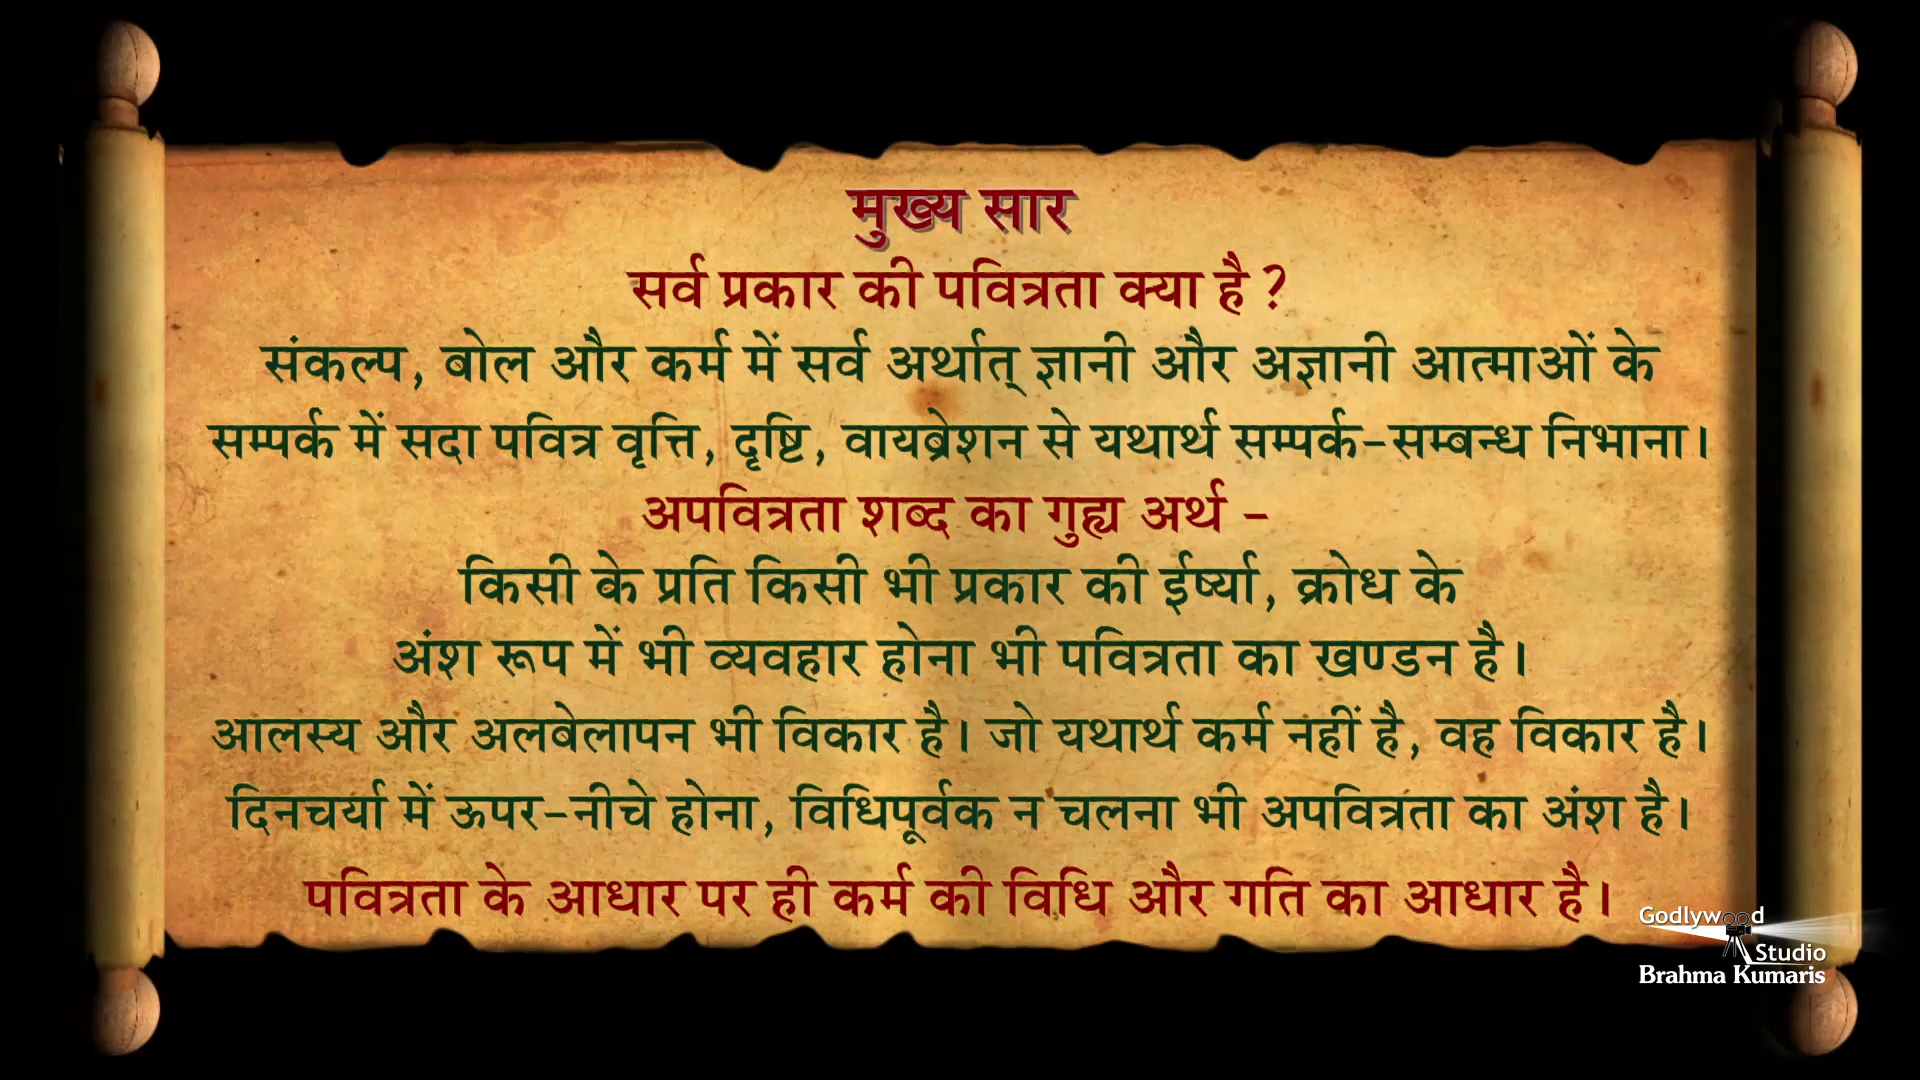 मुख्य सार
सर्व प्रकार की पवित्रता क्या है ?
संकल्प, बोल और कर्म में सर्व अर्थात् ज्ञानी और अज्ञानी आत्माओं के
सम्पर्क में सदा पवित्र वृत्ति, दृष्टि, वायब्रेशन से यथार्थ सम्पर्क-सम्बन्ध निभाना।
अपवित्रता शब्द का गुह्य अर्थ -
किसी के प्रति किसी भी प्रकार की ईर्ष्या, क्रोध के
अंश रूप में भी व्यवहार होना भी पवित्रता का खण्डन है।
आलस्य और अलबेलापन भी विकार है। जो यथार्थ कर्म नहीं है, वह विकार है।
दिनचर्या में ऊपर-नीचे होना, विधिपूर्वक न चलना भी अपवित्रता का अंश है।
पवित्रता के आधार पर ही कर्म की विधि और गति का आधार है।
Godlywood
Studio
Brahma Kumaris